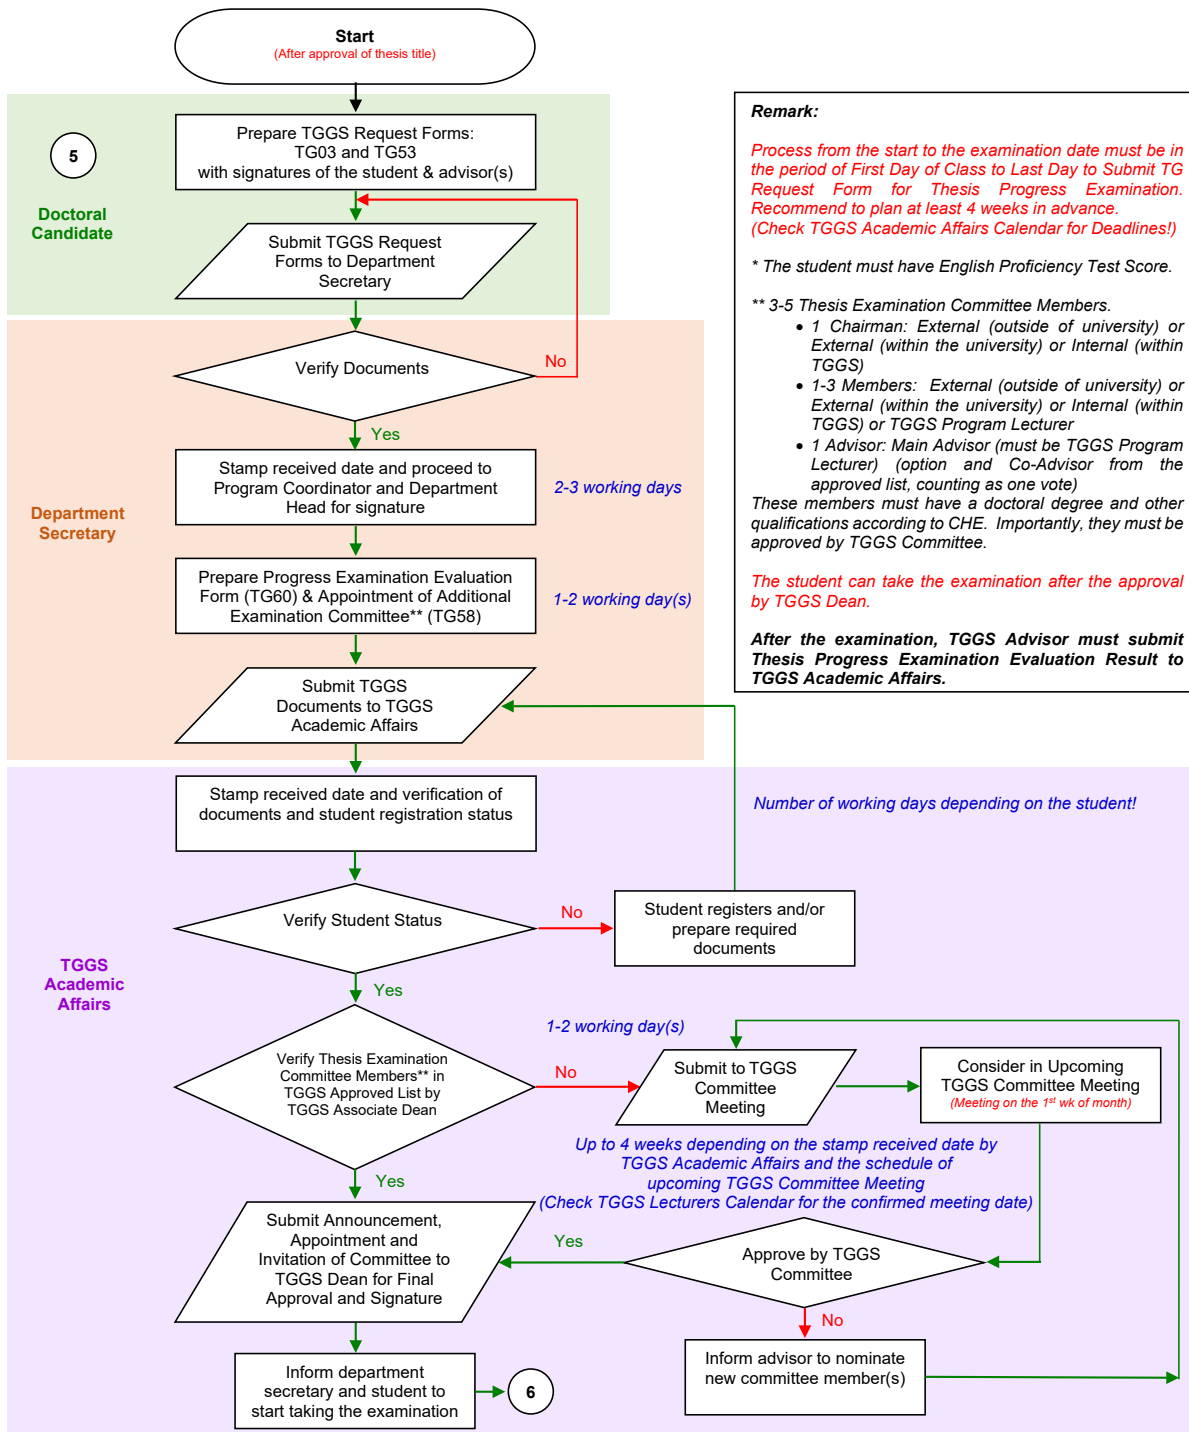 Start
(After approval of thesis title)
5
Doctoral
Candidate
Prepare TGGS Request Forms:
TG03 and TG53
with signatures of the student & advisor(s)
Submit TGGS Request
Forms to Department
Secretary
Verify Documents
No
Yes
Department
Secretary
Stamp received date and proceed to
Program Coordinator and Department
Head for signature
2-3 working days
Prepare Progress Examination Evaluation
Form (TG60) & Appointment of Additional
Examination Committee** (TG58)
1-2 working day(s)
Submit TGGS
Documents to TGGS
Academic Affairs
Remark:
Process from the start to the examination date must be in
the period of First Day of Class to Last Day to Submit TG
Request Form for Thesis Progress Examination.
Recommend to plan at least 4 weeks in advance.
(Check TGGS Academic Affairs Calendar for Deadlines!)
* The student must have English Proficiency Test Score.
** 3-5 Thesis Examination Committee Members.
• 1 Chairman: External (outside of university) or
External (within the university) or Internal (within
TGGS)
• 1-3 Members: External (outside of university) or
External (within the university) or Internal (within
TGGS) or TGGS Program Lecturer
• 1 Advisor: Main Advisor (must be TGGS Program
Lecturer) (option and Co-Advisor from the
approved list, counting as one vote)
These members must have a doctoral degree and other
qualifications according to CHE. Importantly, they must be
approved by TGGS Committee.
The student can take the examination after the approval
by TGGS Dean.
After the examination, TGGS Advisor must submit
Thesis Progress Examination Evaluation Result to
TGGS Academic Affairs.
Stamp received date and verification of
documents and student registration status
Number of working days depending on the student!
Verify Student Status
No
Student registers and/or
prepare required
documents
TGGS
Academic
Affairs
Yes
Verify Thesis Examination
Committee Members** in
TGGS Approved List by
TGGS Associate Dean
No
1-2 working day(s)
Submit to TGGS
Committee
Meeting
Consider in Upcoming
TGGS Committee Meeting
(Meeting on the 1st wk of month)
Up to 4 weeks depending on the stamp received date by
TGGS Academic Affairs and the schedule of
upcoming TGGS Committee Meeting
(Check TGGS Lecturers Calendar for the confirmed meeting date)
Yes
Submit Announcement,
Appointment and
Invitation of Committee to
TGGS Dean for Final
Approval and Signature
Yes
Approve by TGGS
Committee
No
Inform advisor to nominate
new committee member(s)
Inform department
secretary and student to
start taking the examination
6